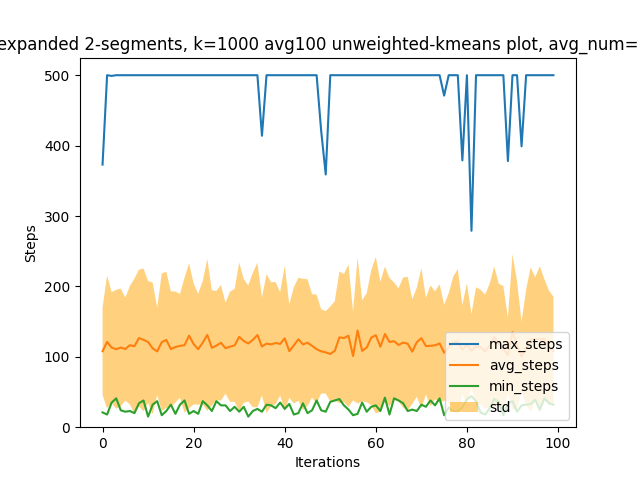 expanded 2-segments, k=1000 avg100 unweighted-kmeans plot, avg_num=
Steps
500
400
300
200
100
0
0
20
40
60
80
100
Iterations
max_steps
avg_steps
min_steps
std